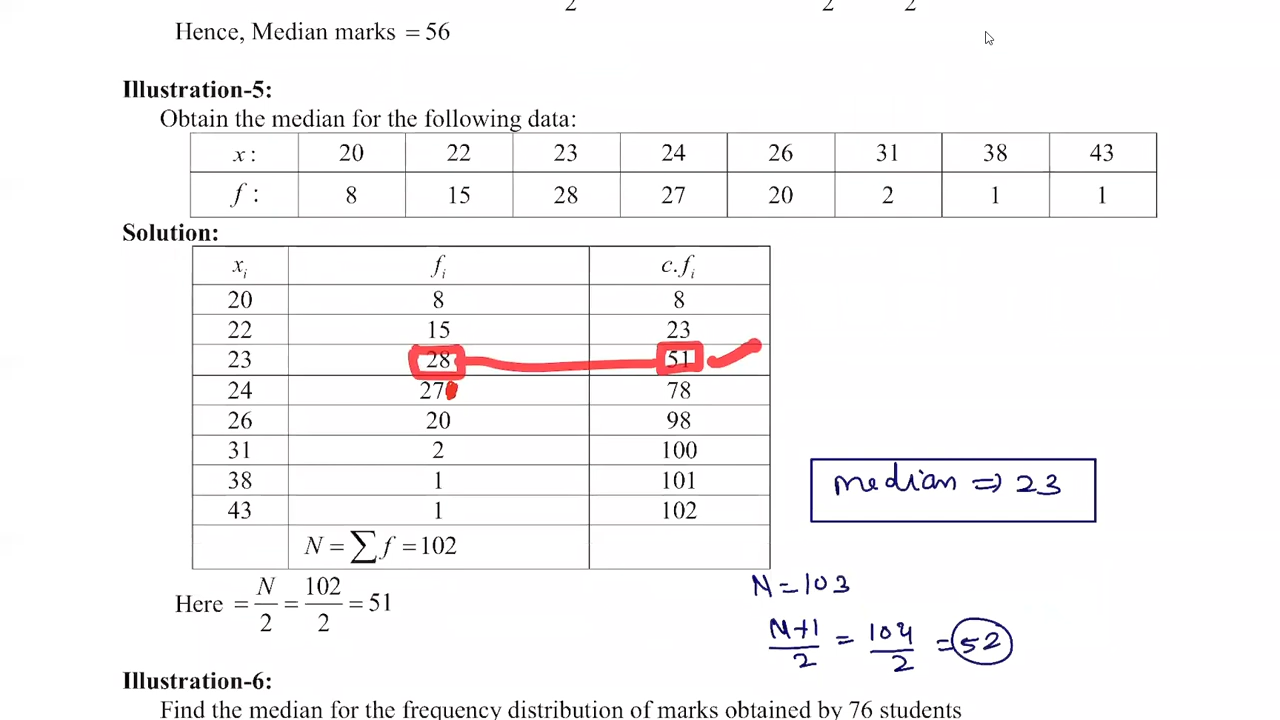 2 2 2
Hence, Median marks = 56
Illustration-5:
Obtain the median for the following data:
x : 20 22 23 24 26 31 38 43
f : 8 15 28 27 20 2 1 1
Solution:
xᵢ fᵢ c.fᵢ
20 8 8
22 15 23
23 28 51
24 27 78
26 20 98
31 2 100
38 1 101
43 1 102
N = ∑ f = 102
median ⇒ 23
Here = N/2 = 102/2 = 51
N = 103
N+1/2 = 104/2 = 52
Illustration-6:
Find the median for the frequency distribution of marks obtained by 76 students